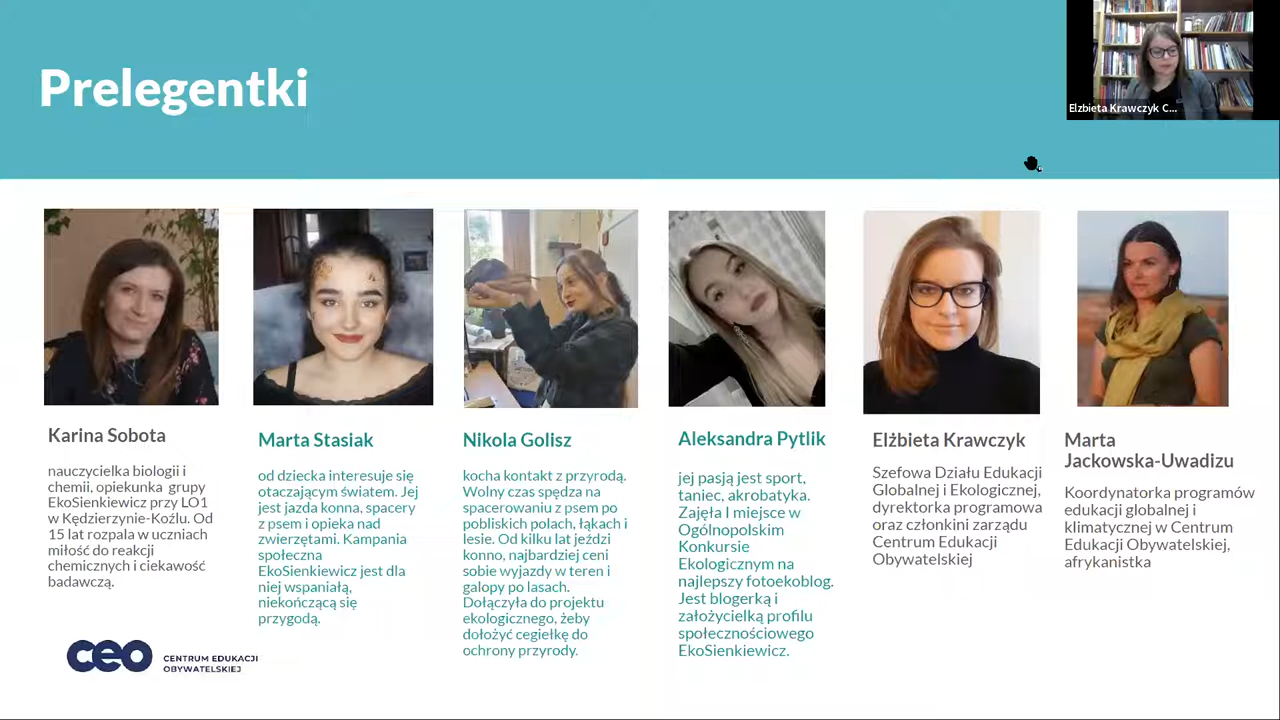 Prelegentki
Elzbieta Krawczyk C...
Karina Sobota
nauczycielka biologii i
chemii, opiekunka grupy
EkoSienkiewicz przy LO1
w Kędzierzynie-Koźlu. Od
15 lat rozpala w uczniach
miłość do reakcji
chemicznych i ciekawość
badawczą.
Marta Stasiak
od dziecka interesuje się
otaczającym światem. Jej
jest jazda konna, spacery
z psem i opieka nad
zwierzętami. Kampania
społeczna
EkoSienkiewicz jest dla
niej wspaniałą,
niekończącą się
przygodą.
Nikola Golisz
kocha kontakt z przyrodą.
Wolny czas spędza na
spacerowaniu z psem po
pobliskich polach, łąkach i
lesie. Od kilku lat jeździ
konno, najbardziej ceni
sobie wyjazdy w teren i
galopy po lasach.
Dołączyła do projektu
ekologicznego, żeby
dołożyć cegiełkę do
ochrony przyrody.
Aleksandra Pytlik
jej pasją jest sport,
taniec, akrobatyka.
Zajęła I miejsce w
Ogólnopolskim
Konkursie
Ekologicznym na
najlepszy fotoekoblog.
Jest blogerką i
założycielką profilu
społecznościowego
EkoSienkiewicz.
Elżbieta Krawczyk
Szefowa Działu Edukacji
Globalnej i Ekologicznej,
dyrektorka programowa
oraz członkini zarządu
Centrum Edukacji
Obywatelskiej
Marta
Jackowska-Uwadizu
Koordynatorka programów
edukacji globalnej i
klimatycznej w Centrum
Edukacji Obywatelskiej,
afrykanistka
ceo
CENTRUM EDUKACJI
OBYWATELSKIEJ